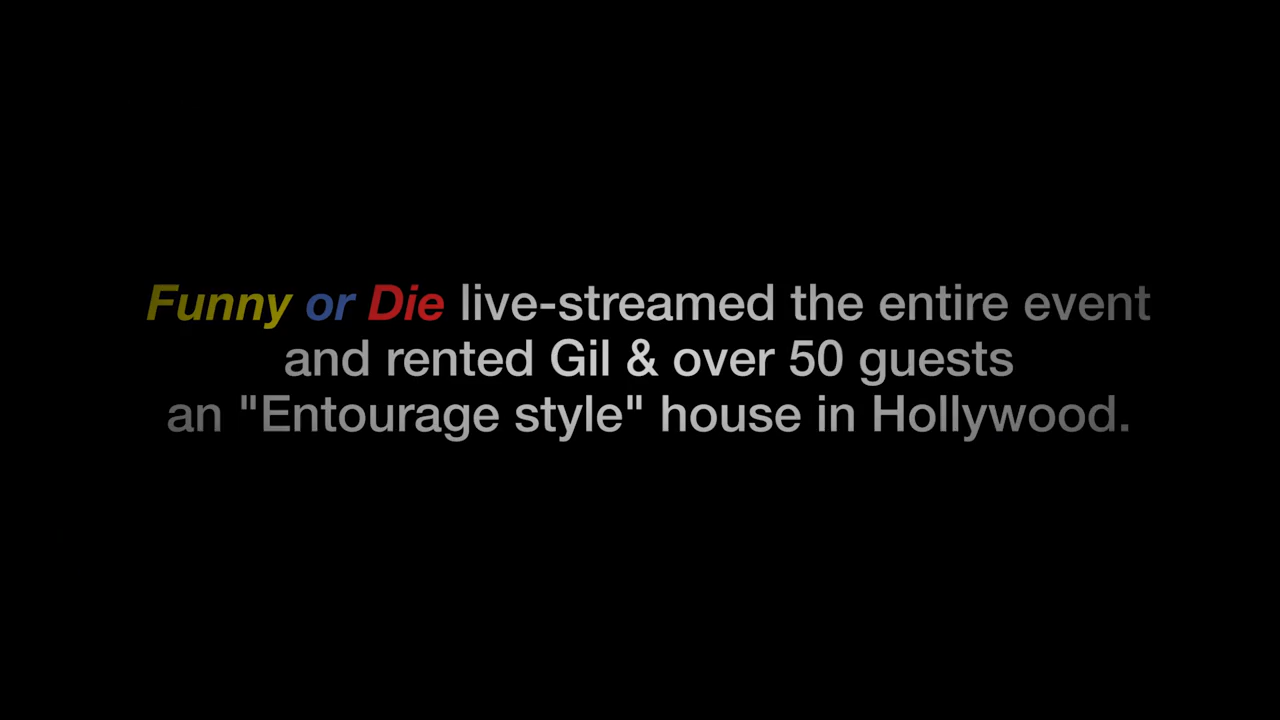 Funny or Die live-streamed the entire event
and rented Gil & over 50 guests
an "Entourage style" house in Hollywood.